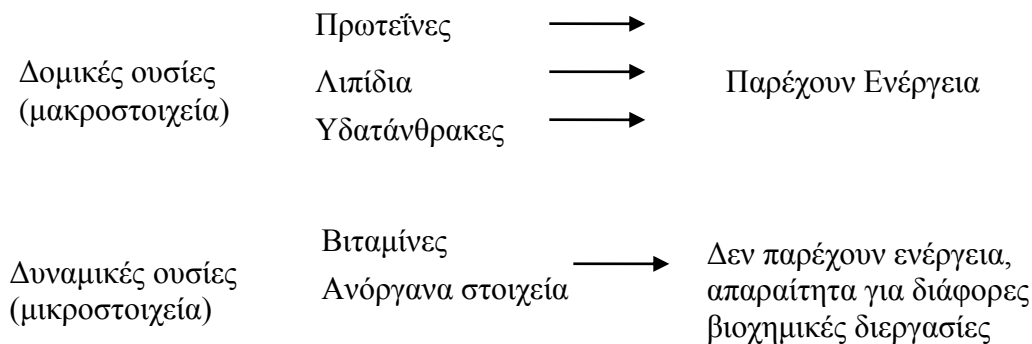 Πρωτεΐνες
Δομικές ουσίες
(μακροστοιχεία)
Λιπίδια
Παρέχουν Ενέργεια
Υδατάνθρακες
Βιταμίνες
Δυναμικές ουσίες
(μικροστοιχεία)
Ανόργανα στοιχεία
Δεν παρέχουν ενέργεια,
απαραίτητα για διάφορες
βιοχημικές διεργασίες